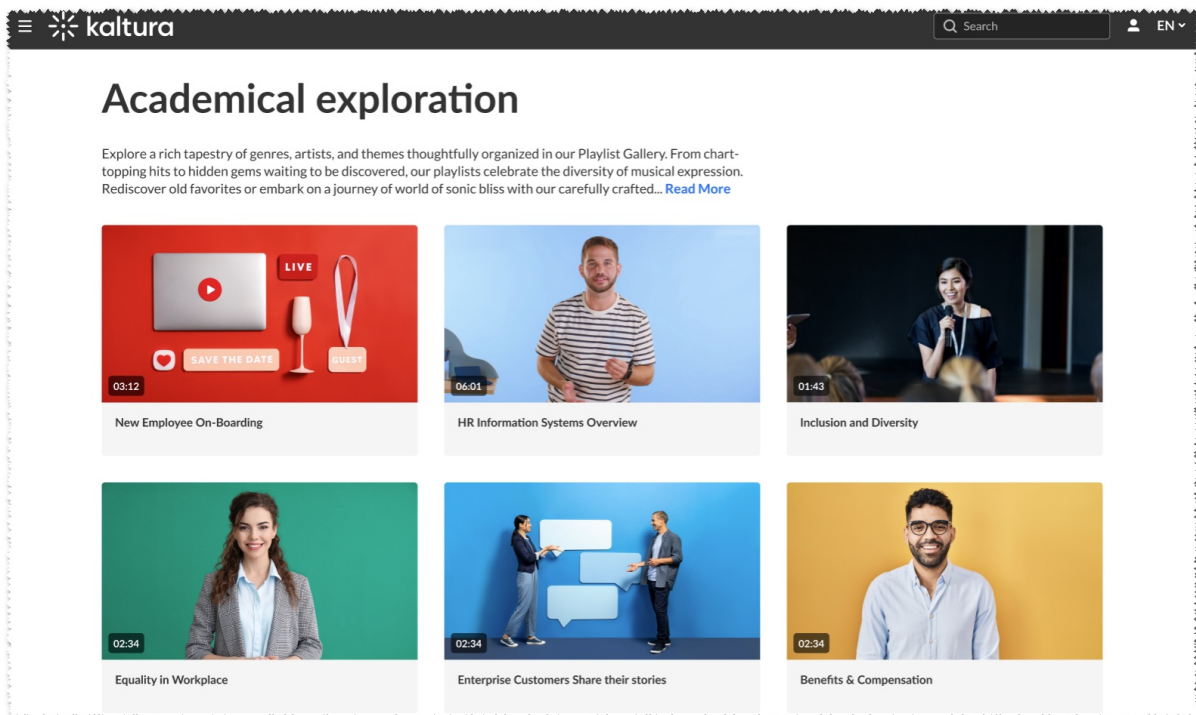 kaltura
Search
EN
Academical exploration
Explore a rich tapestry of genres, artists, and themes thoughtfully organized in our Playlist Gallery. From chart-
topping hits to hidden gems waiting to be discovered, our playlists celebrate the diversity of musical expression.
Rediscover old favorites or embark on a journey of world of sonic bliss with our carefully crafted... Read More
LIVE
SAVE THE DATE
GUEST
03:12
06:01
01:43
New Employee On-Boarding
HR Information Systems Overview
Inclusion and Diversity
02:34
02:34
02:34
Equality in Workplace
Enterprise Customers Share their stories
Benefits & Compensation